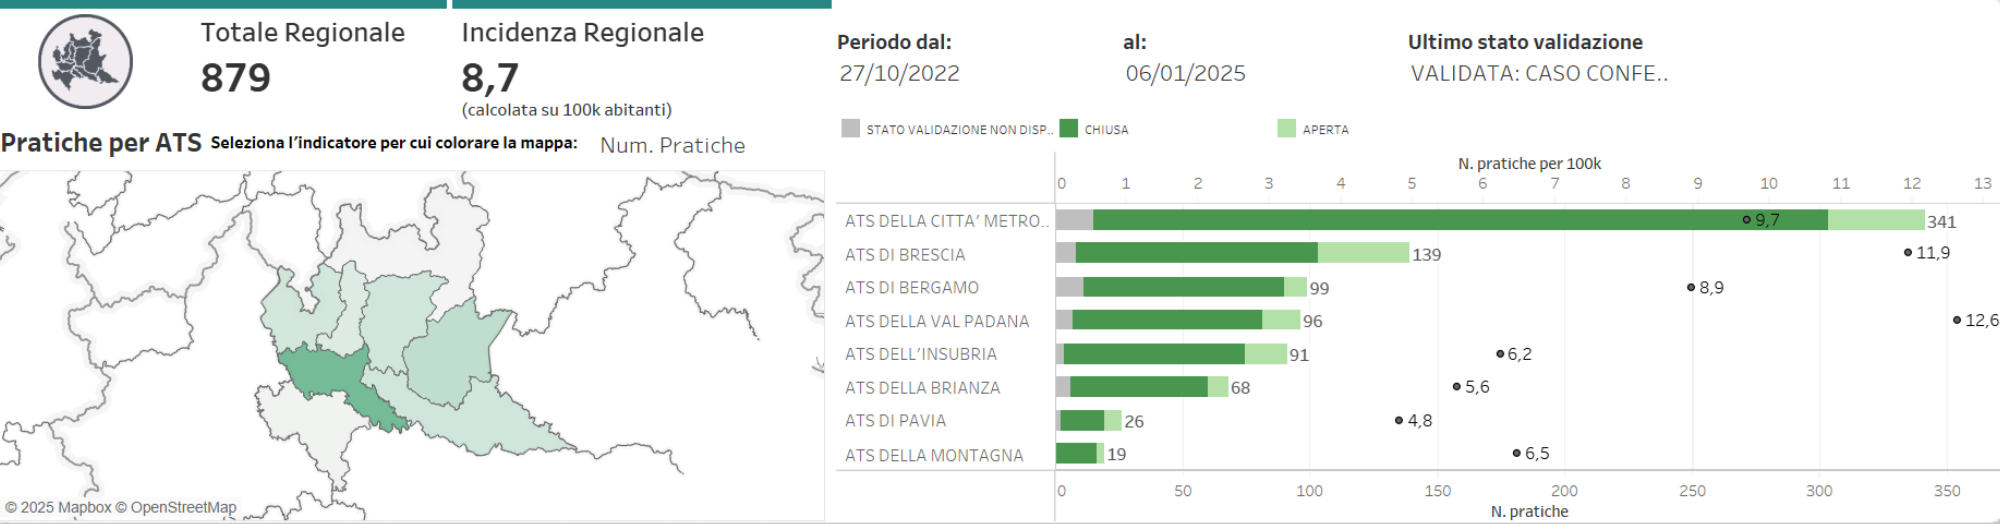 Totale Regionale
879
Incidenza Regionale
8,7
(calcolata su 100k abitanti)
Periodo dal:
27/10/2022
al:
06/01/2025
Ultimo stato validazione
VALIDATA: CASO CONFE..
Pratiche per ATS
Seleziona l'indicatore per cui colorare la mappa:
Num. Pratiche
© 2025 Mapbox © OpenStreetMap
STATO VALIDAZIONE NON DISP..
CHIUSA
APERTA
N. pratiche per 100k
0 1 2 3 4 5 6 7 8 9 10 11 12 13
ATS DELLA CITTA' METRO.. 9,7 341
ATS DI BRESCIA 139 11,9
ATS DI BERGAMO 99 8,9
ATS DELLA VAL PADANA 96 12,6
ATS DELL'INSUBRIA 91 6,2
ATS DELLA BRIANZA 68 5,6
ATS DI PAVIA 26 4,8
ATS DELLA MONTAGNA 19 6,5
0 50 100 150 200 250 300 350
N. pratiche